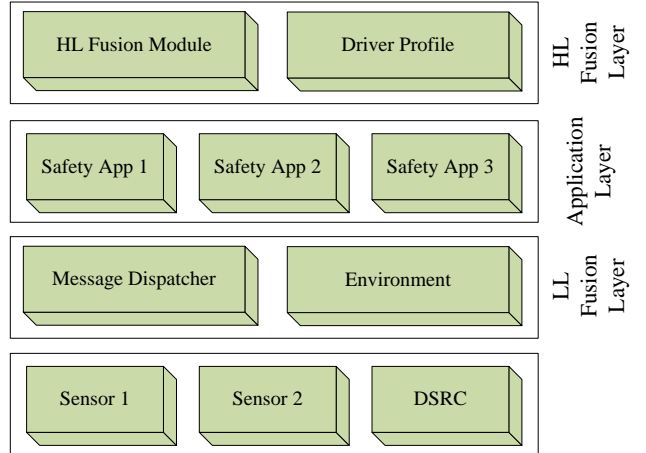 HL Fusion Module
Driver Profile
HL
Fusion
Layer
Safety App 1
Safety App 2
Safety App 3
Application
Layer
Message Dispatcher
Environment
LL
Fusion
Layer
Sensor 1
Sensor 2
DSRC